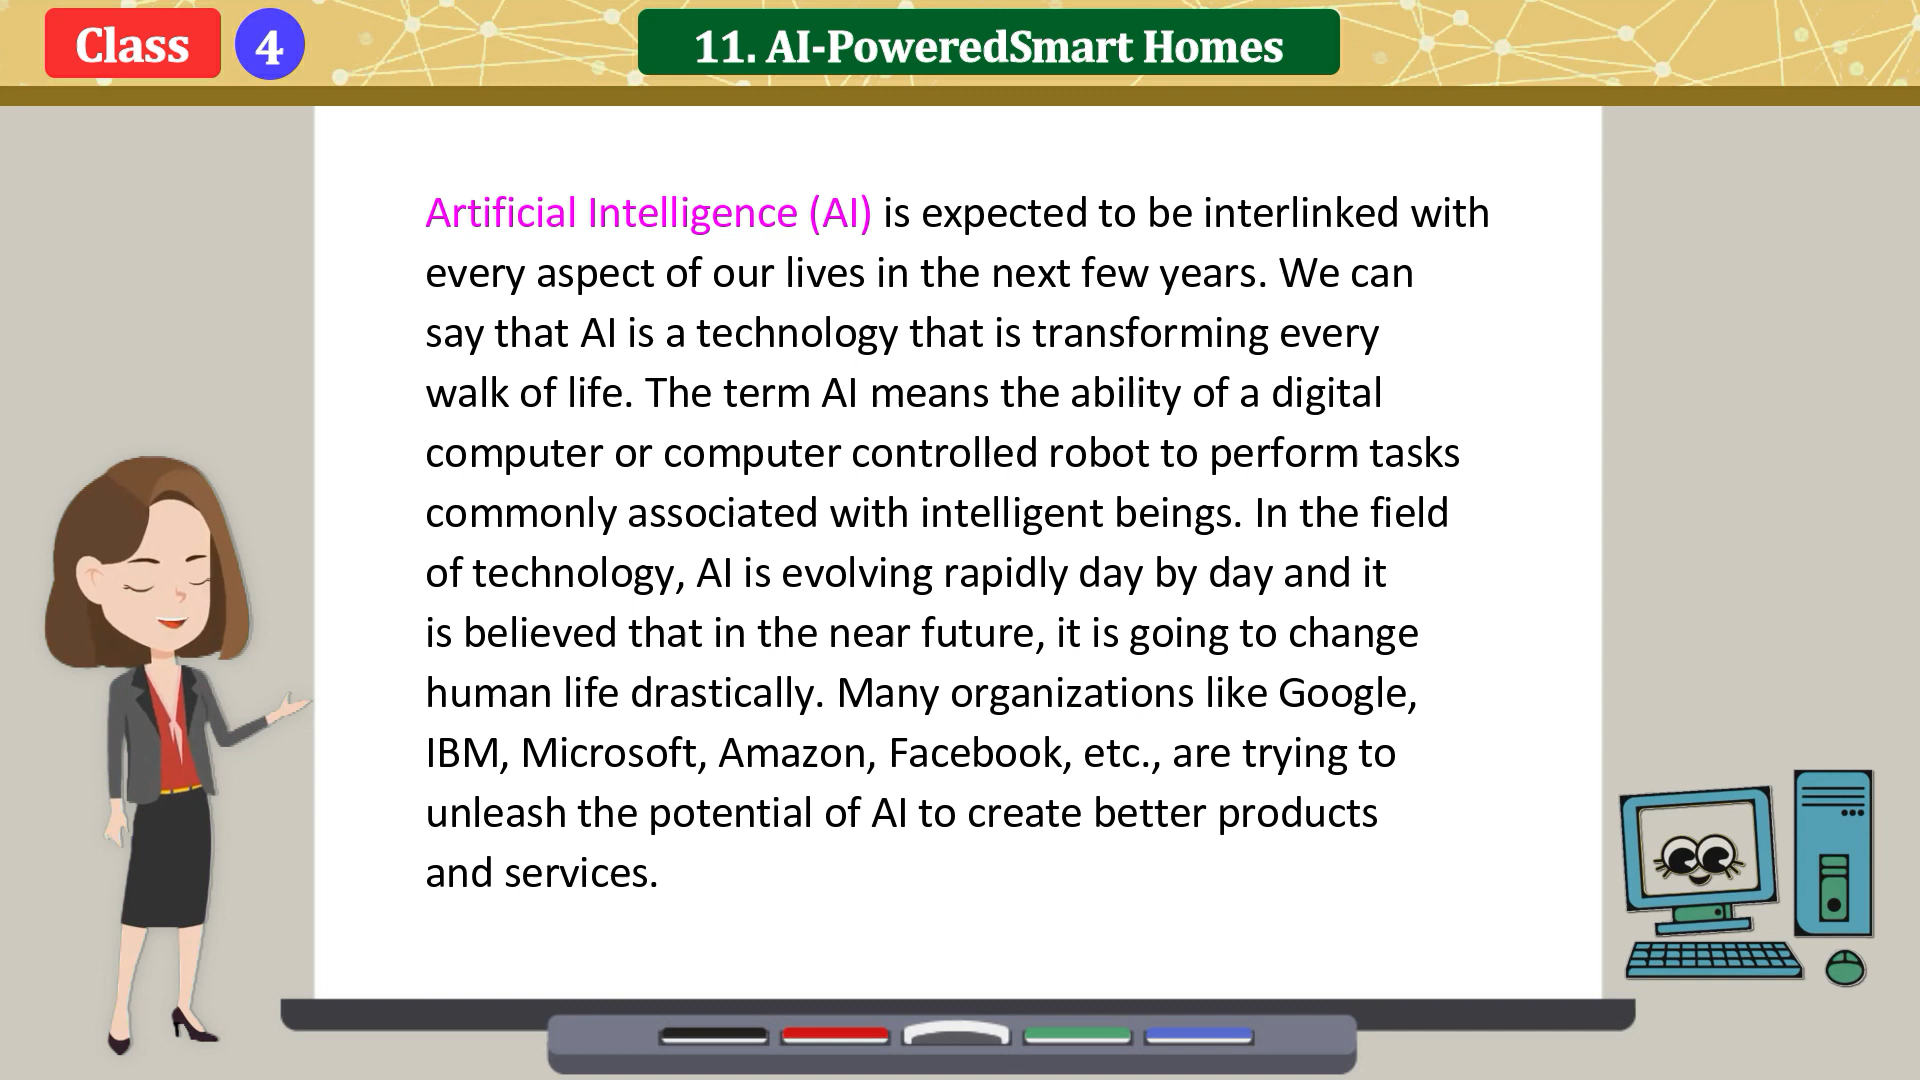 Class 4
11. AI-PoweredSmart Homes
Artificial Intelligence (AI) is expected to be interlinked with
every aspect of our lives in the next few years. We can
say that AI is a technology that is transforming every
walk of life. The term AI means the ability of a digital
computer or computer controlled robot to perform tasks
commonly associated with intelligent beings. In the field
of technology, AI is evolving rapidly day by day and it
is believed that in the near future, it is going to change
human life drastically. Many organizations like Google,
IBM, Microsoft, Amazon, Facebook, etc., are trying to
unleash the potential of AI to create better products
and services.